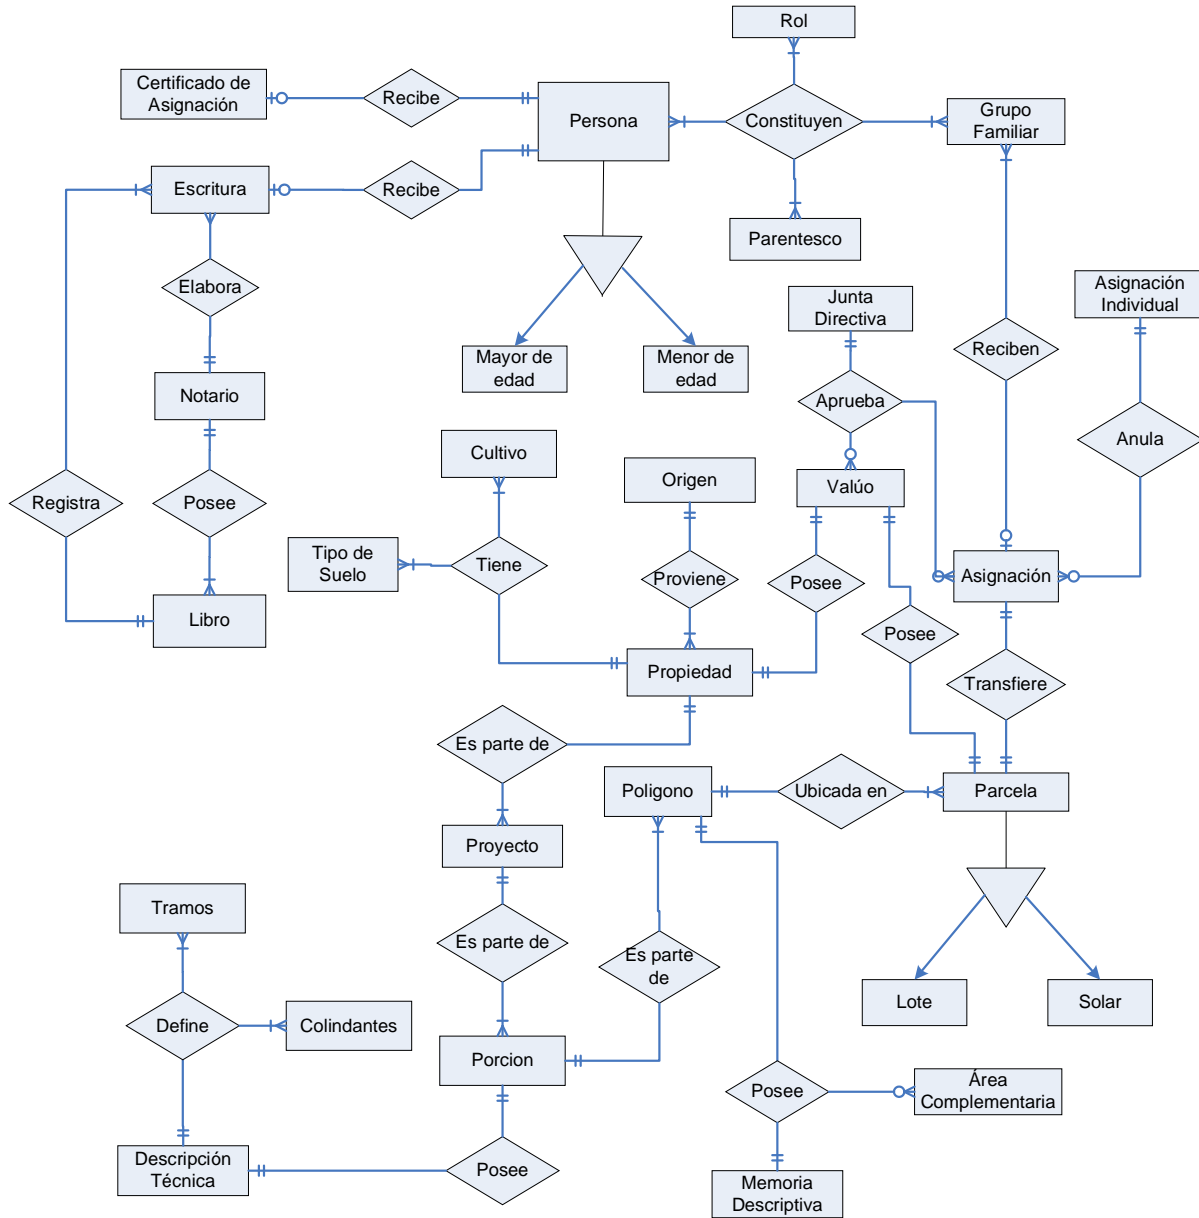 Rol
Certificado de
Asignación
Recibe
Persona
Constituyen
Grupo
Familiar
Escritura
Recibe
Parentesco
Elabora
Junta
Directiva
Asignación
Individual
Mayor de
edad
Menor de
edad
Reciben
Notario
Aprueba
Anula
Cultivo
Origen
Valúo
Registra
Posee
Tipo de
Suelo
Tiene
Proviene
Posee
Asignación
Libro
Posee
Propiedad
Transfiere
Es parte de
Poligono
Ubicada en
Parcela
Proyecto
Tramos
Es parte de
Es parte
de
Lote
Solar
Define
Colindantes
Porcion
Posee
Área
Complementaria
Descripción
Técnica
Posee
Memoria
Descriptiva